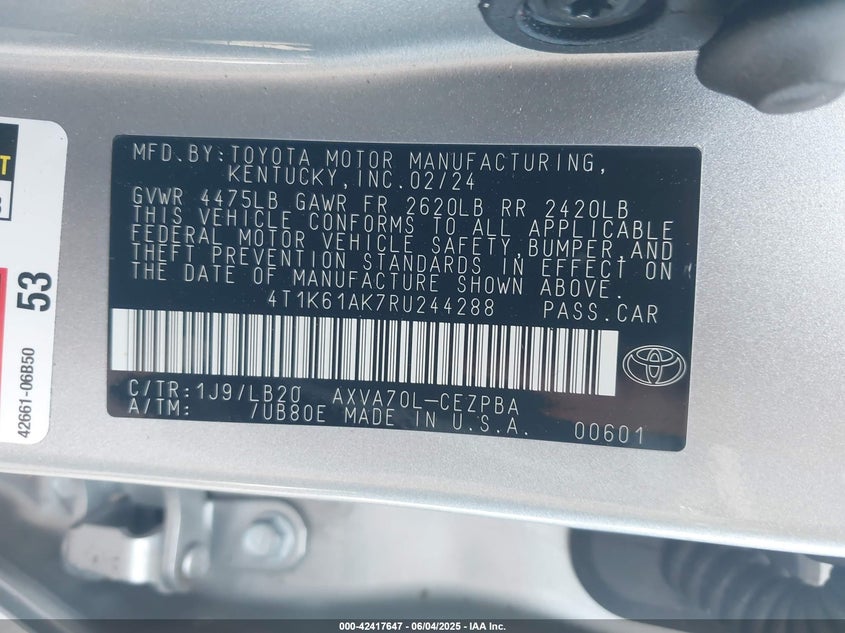 MFD.BY:TOYOTA MOTOR MANUFACTURING,
KENTUCKY,INC.02/24
GVWR 4475LB GAWR FR 2620LB RR 2420LB
THIS VEHICLE CONFORMS TO ALL APPLICABLE
FEDERAL MOTOR VEHICLE SAFETY,BUMPER,AND
THEFT PREVENTION STANDARDS IN EFFECT ON
THE DATE OF MANUFACTURE SHOWN ABOVE.
4T1K61AK7RU244288 PASS.CAR
C/TR:1J9/LB20 AXVA70L-CEZPBA
A/TM: /UB80E MADE IN U.S.A. 00601
53
42661-06B50
000-42417647 - 06/04/2025 - IAA Inc.